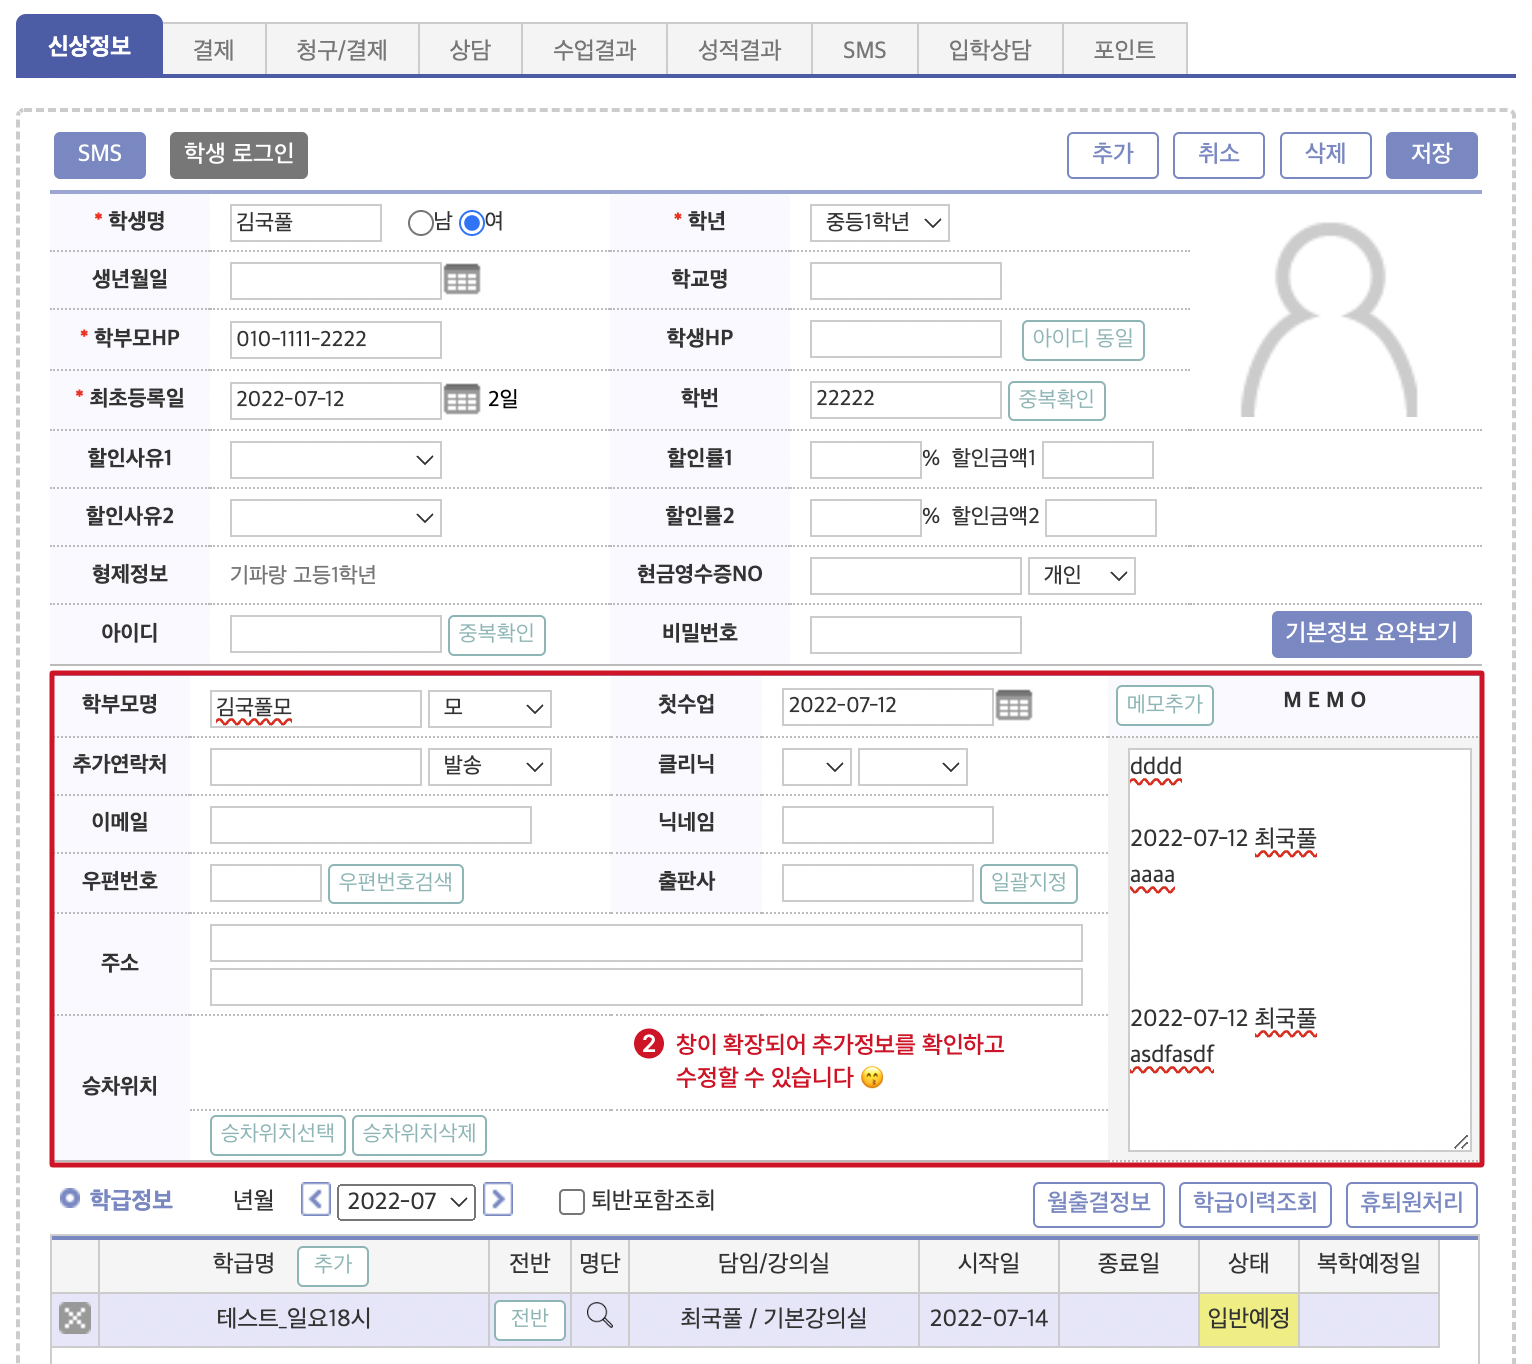 신상정보 결제 청구/결제 상담 수업결과 성적결과 SMS 입학상담 포인트
SMS 학생 로그인 추가 취소 삭제 저장
* 학생명 김국풀 남 여 * 학년 중등1학년
생년월일 학교명
* 학부모HP 010-1111-2222 학생HP 아이디 동일
* 최초등록일 2022-07-12 2일 학번 22222 중복확인
할인사유1 할인률1 % 할인금액1
할인사유2 할인률2 % 할인금액2
형제정보 기파랑 고등1학년 현금영수증NO 개인
아이디 중복확인 비밀번호 기본정보 요약보기
학부모명 김국풀모 모 첫수업 2022-07-12 메모추가 MEMO
추가연락처 발송 클리닉
이메일 닉네임
우편번호 우편번호검색 출판사 일괄지정
주소
승차위치
2 창이 확장되어 추가정보를 확인하고
수정할 수 있습니다 😙
승차위치선택 승차위치삭제
dddd
2022-07-12 최국풀
aaaa
2022-07-12 최국풀
asdfasdf
학급정보 년월 2022-07 퇴반포함조회 월출결정보 학급이력조회 휴퇴원처리
학급명 추가 전반 명단 담임/강의실 시작일 종료일 상태 복학예정일
테스트_일요18시 전반 최국풀 / 기본강의실 2022-07-14 입반예정